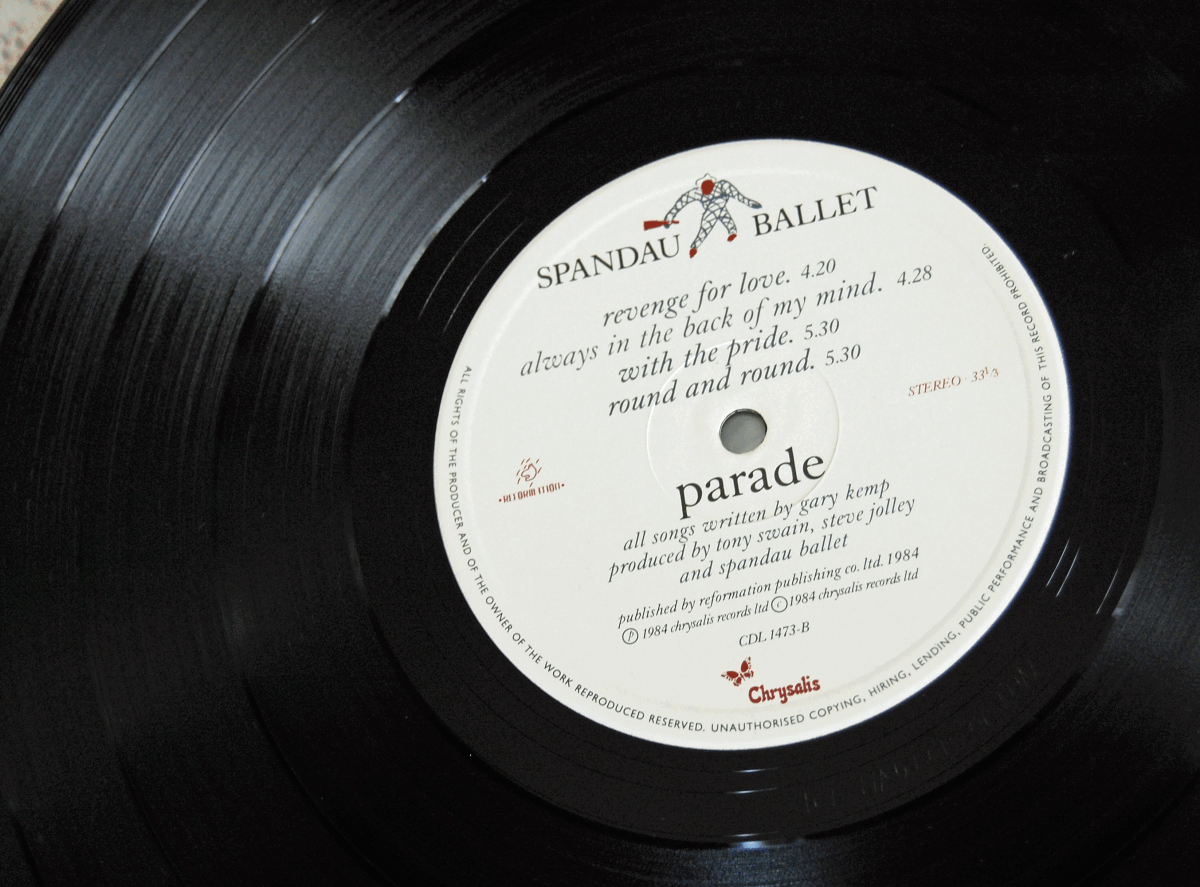 SPANDAU BALLET
revenge for love. 4.20
always in the back of my mind. 4.28
with the pride. 5.30
round and round. 5.30
STEREO · 33 1/3
·REFORMATION·
parade
all songs written by gary kemp
produced by tony swain, steve jolley
and spandau ballet
published by reformation publishing co. ltd. 1984
Ⓟ 1984 chrysalis records ltd © 1984 chrysalis records ltd
CDL 1473-B
Chrysalis
ALL RIGHTS OF THE PRODUCER AND OF THE OWNER OF THE WORK REPRODUCED RESERVED. UNAUTHORISED COPYING, HIRING, LENDING, PUBLIC PERFORMANCE AND BROADCASTING OF THIS RECORD PROHIBITED.